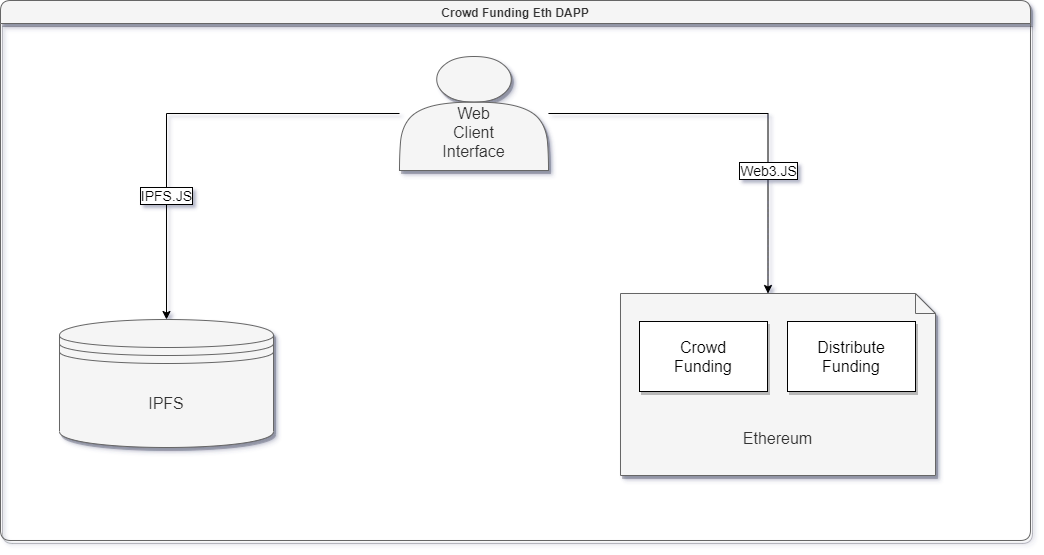 Crowd Funding Eth DAPP
Web
Client
Interface
IPFS.JS
Web3.JS
Crowd
Funding
Distribute
Funding
IPFS
Ethereum